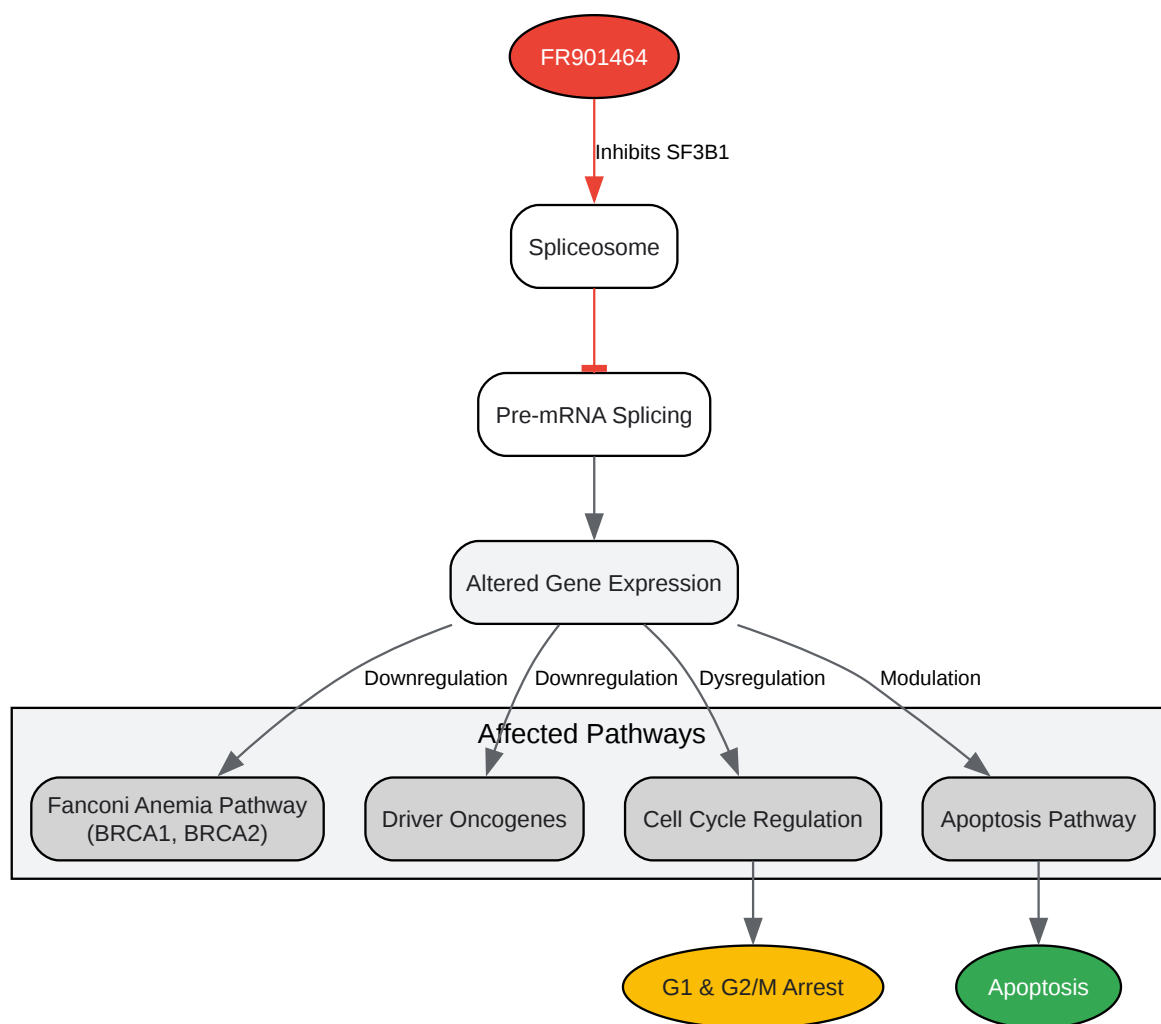 FR901464
Inhibits SF3B1
Spliceosome
Pre-mRNA Splicing
Altered Gene Expression
Downregulation
Downregulation
Dysregulation
Modulation
Affected Pathways
Fanconi Anemia Pathway
(BRCA1, BRCA2)
Driver Oncogenes
Cell Cycle Regulation
Apoptosis Pathway
G1 & G2/M Arrest
Apoptosis